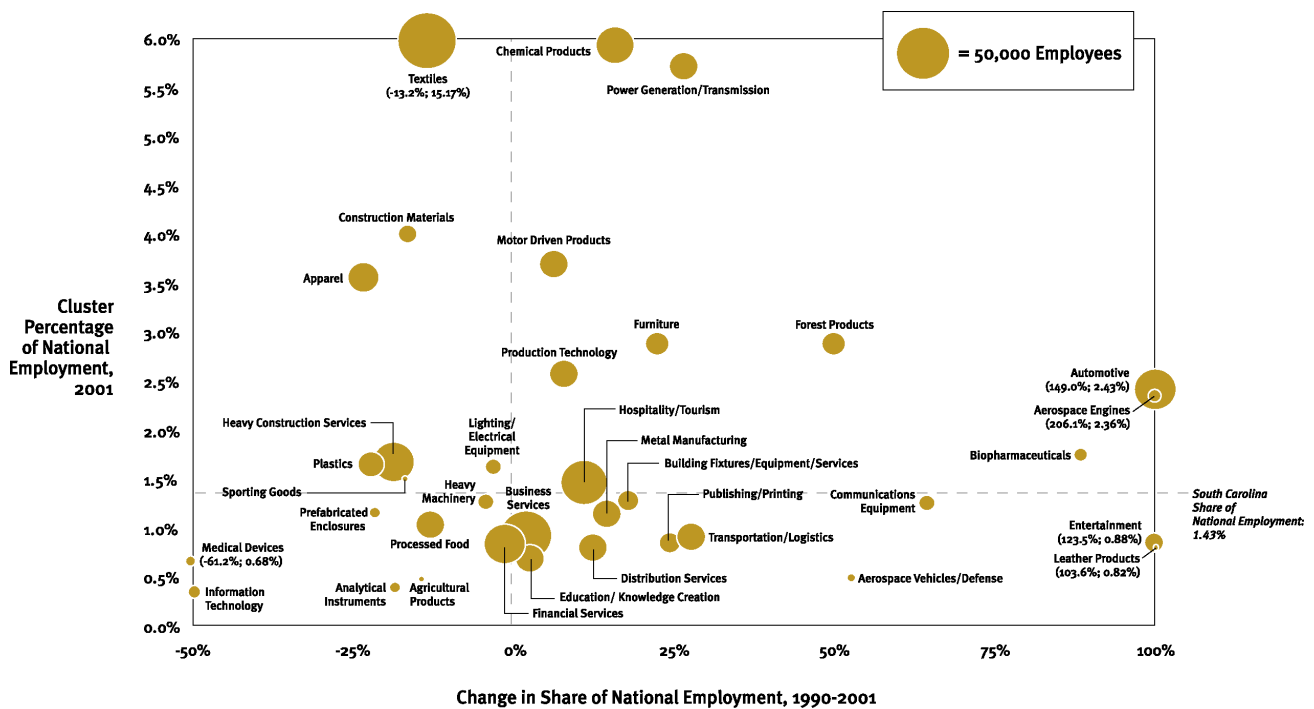 = 50,000 Employees
6.0%
5.5%
5.0%
4.5%
4.0%
3.5%
3.0%
2.5%
2.0%
1.5%
1.0%
0.5%
0.0%
Cluster
Percentage
of National
Employment,
2001
Textiles
(-13.2%; 15.17%)
Chemical Products
Power Generation/Transmission
Construction Materials
Motor Driven Products
Apparel
Furniture
Forest Products
Production Technology
Automotive
(149.0%; 2.43%)
Aerospace Engines
(206.1%; 2.36%)
Hospitality/Tourism
Heavy Construction Services
Lighting/
Electrical
Equipment
Metal Manufacturing
Plastics
Building Fixtures/Equipment/Services
Biopharmaceuticals
Sporting Goods
Heavy
Machinery
Business
Services
Publishing/Printing
Communications
Equipment
South Carolina
Share of
National Employment:
1.43%
Prefabricated
Enclosures
Processed Food
Transportation/Logistics
Entertainment
(123.5%; 0.88%)
Leather Products
(103.6%; 0.82%)
Medical Devices
(-61.2%; 0.68%)
Information
Technology
Analytical
Instruments
Agricultural
Products
Distribution Services
Aerospace Vehicles/Defense
Education/ Knowledge Creation
Financial Services
-50%
-25%
0%
25%
50%
75%
100%
Change in Share of National Employment, 1990-2001